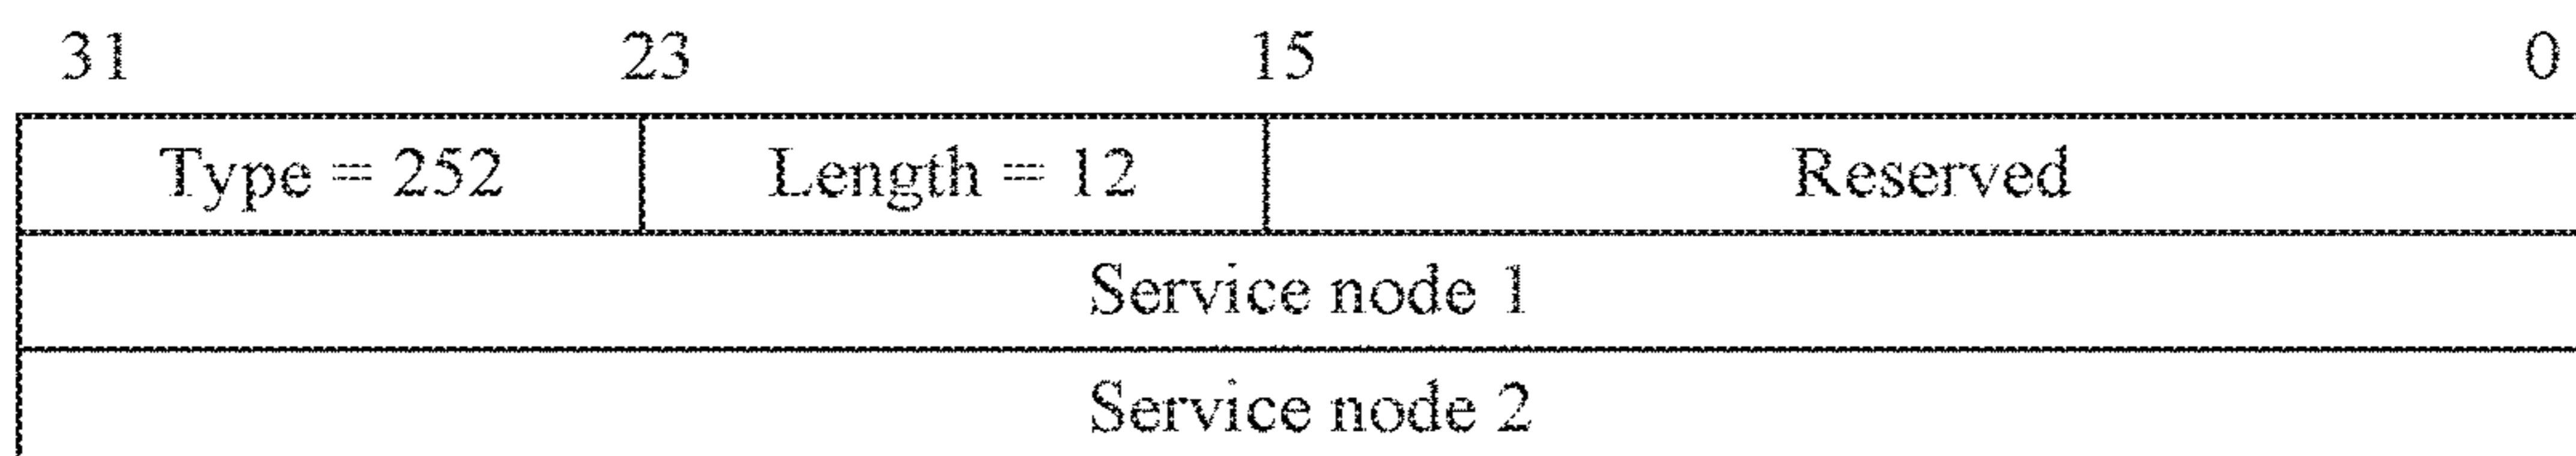 31 23 15 0
Type = 252 Length = 12 Reserved
Service node 1
Service node 2